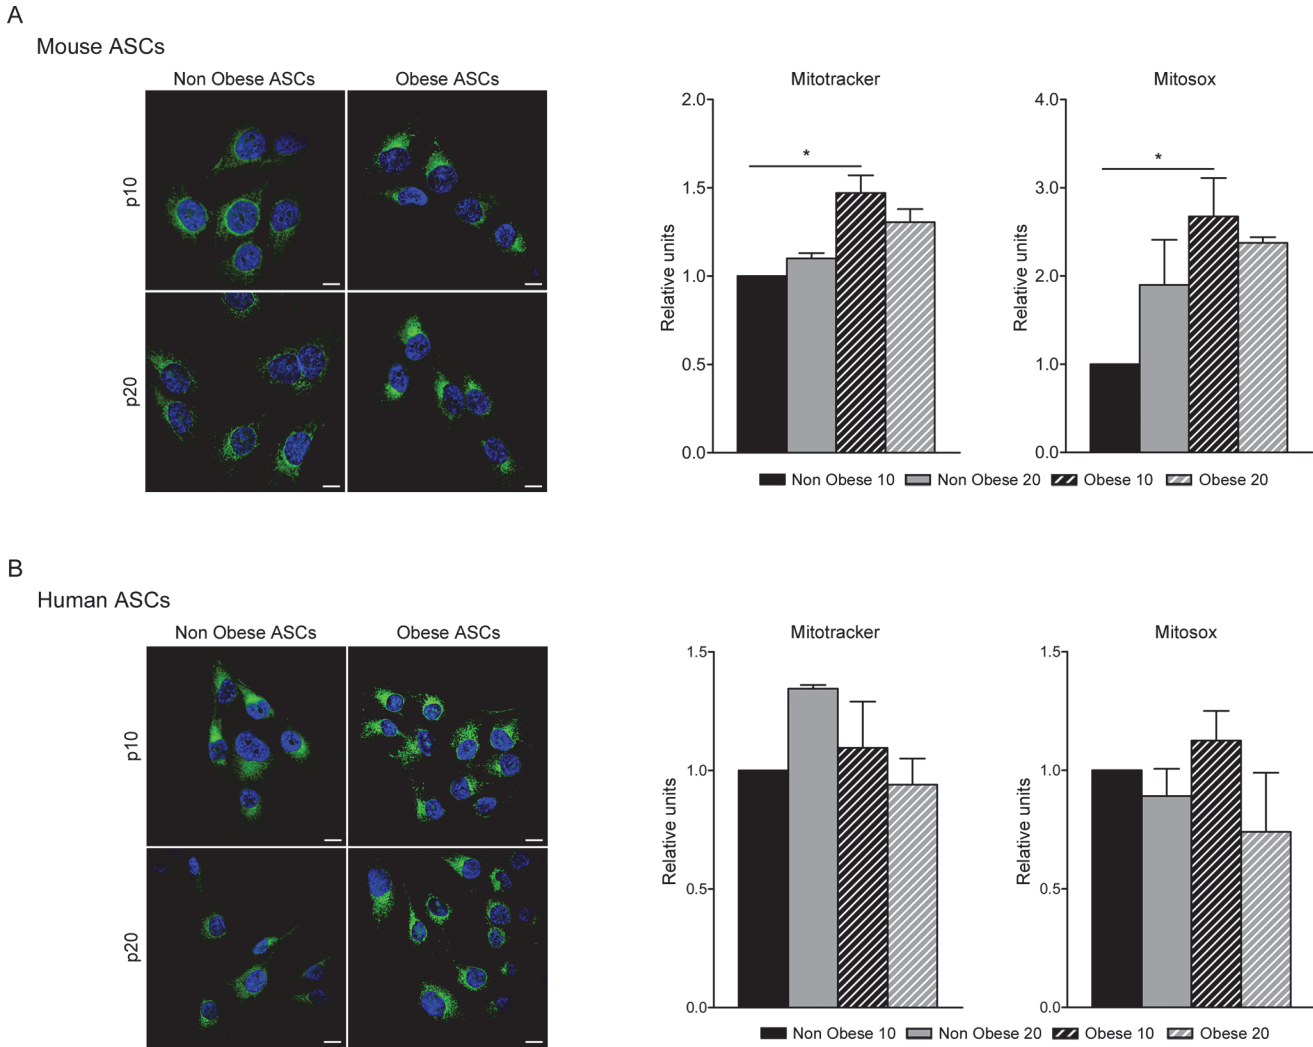 A
Mouse ASCs
Non Obese ASCs Obese ASCs
p10
p20
Mitotracker
2.0
1.5
1.0
0.5
0.0
Relative units
*
Mitosox
4.0
3.0
2.0
1.0
0.0
Relative units
*
Non Obese 10 Non Obese 20 Obese 10 Obese 20
B
Human ASCs
Non Obese ASCs Obese ASCs
p10
p20
Mitotracker
1.5
1.0
0.5
0.0
Relative units
Mitosox
1.5
1.0
0.5
0.0
Relative units
Non Obese 10 Non Obese 20 Obese 10 Obese 20